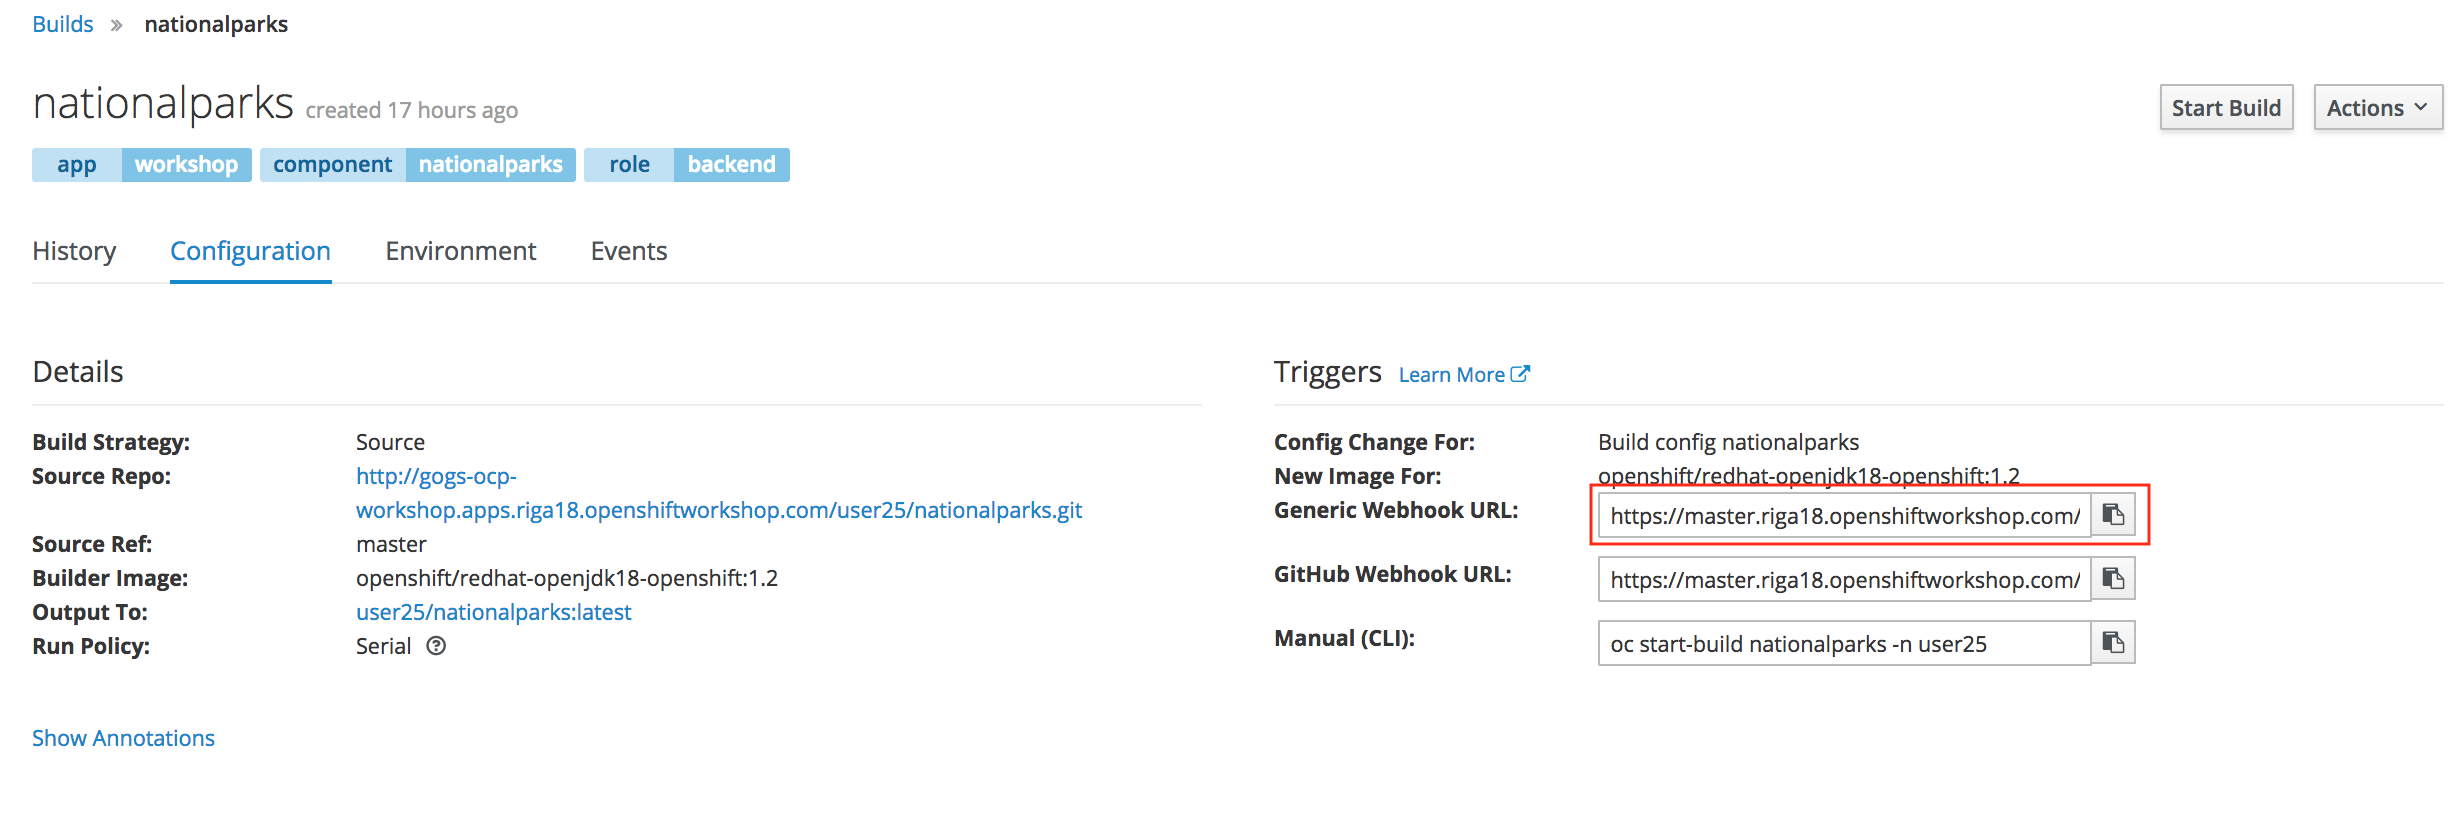 Builds » nationalparks
nationalparks created 17 hours ago
Start Build
Actions
app workshop component nationalparks role backend
History Configuration Environment Events
Details
Build Strategy: Source
Source Repo: http://gogs-ocp-
workshop.apps.riga18.openshiftworkshop.com/user25/nationalparks.git
Source Ref: master
Builder Image: openshift/redhat-openjdk18-openshift:1.2
Output To: user25/nationalparks:latest
Run Policy: Serial
Show Annotations
Triggers Learn More
Config Change For: Build config nationalparks
New Image For: openshift/redhat-openjdk18-openshift:1.2
Generic Webhook URL: https://master.riga18.openshiftworkshop.com/
GitHub Webhook URL: https://master.riga18.openshiftworkshop.com/
Manual (CLI): oc start-build nationalparks -n user25